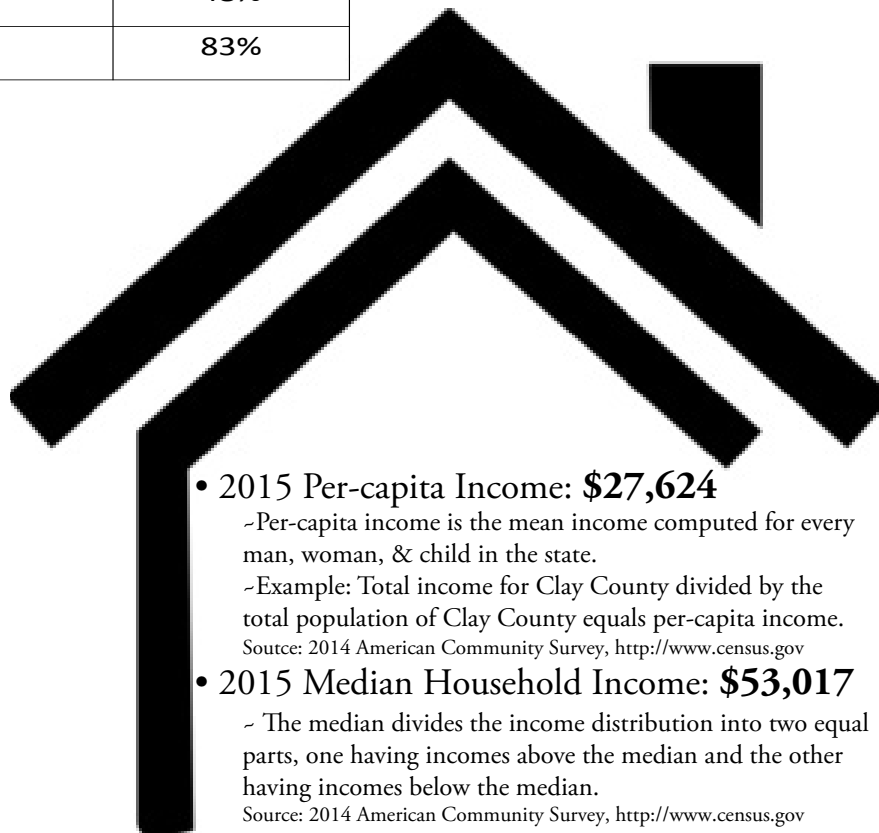 83%
• 2015 Per-capita Income: $27,624
~Per-capita income is the mean income computed for every
man, woman, & child in the state.
~Example: Total income for Clay County divided by the
total population of Clay County equals per-capita income.
Soutce: 2014 American Community Survey, http://www.census.gov
• 2015 Median Household Income: $53,017
~ The median divides the income distribution into two equal
parts, one having incomes above the median and the other
having incomes below the median.
Source: 2014 American Community Survey, http://www.census.gov